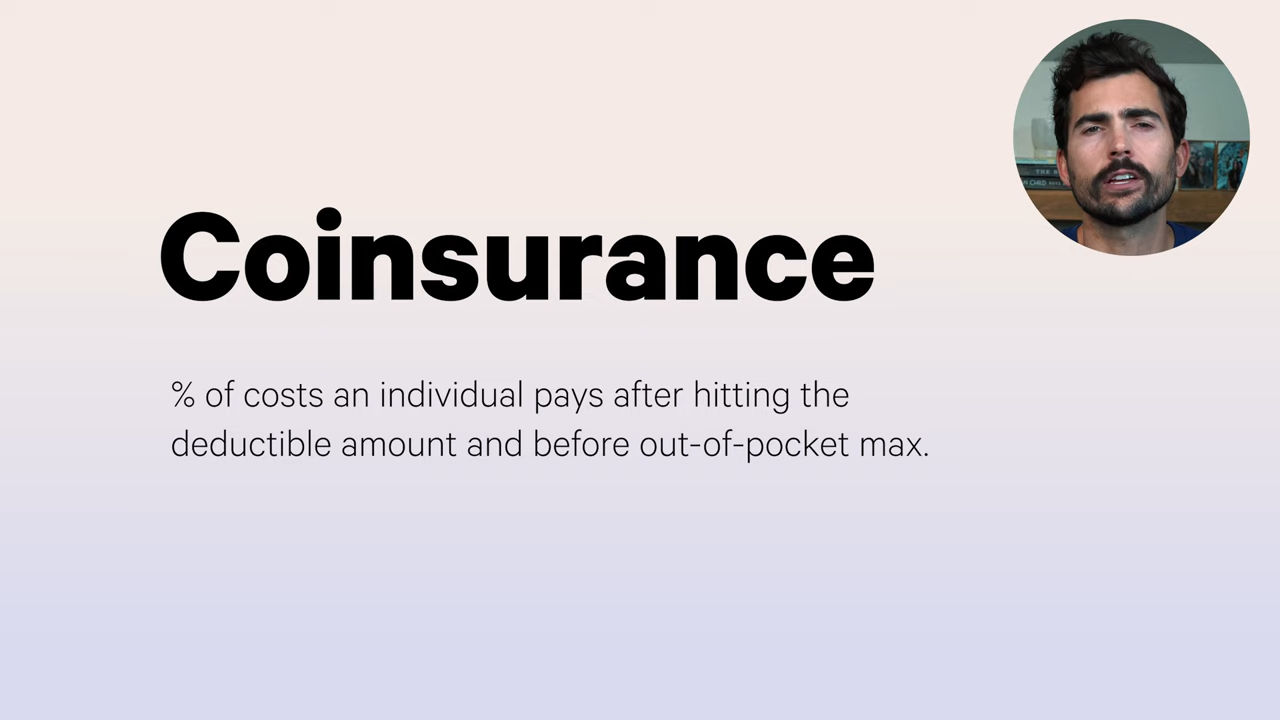 Coinsurance
% of costs an individual pays after hitting the
deductible amount and before out-of-pocket max.